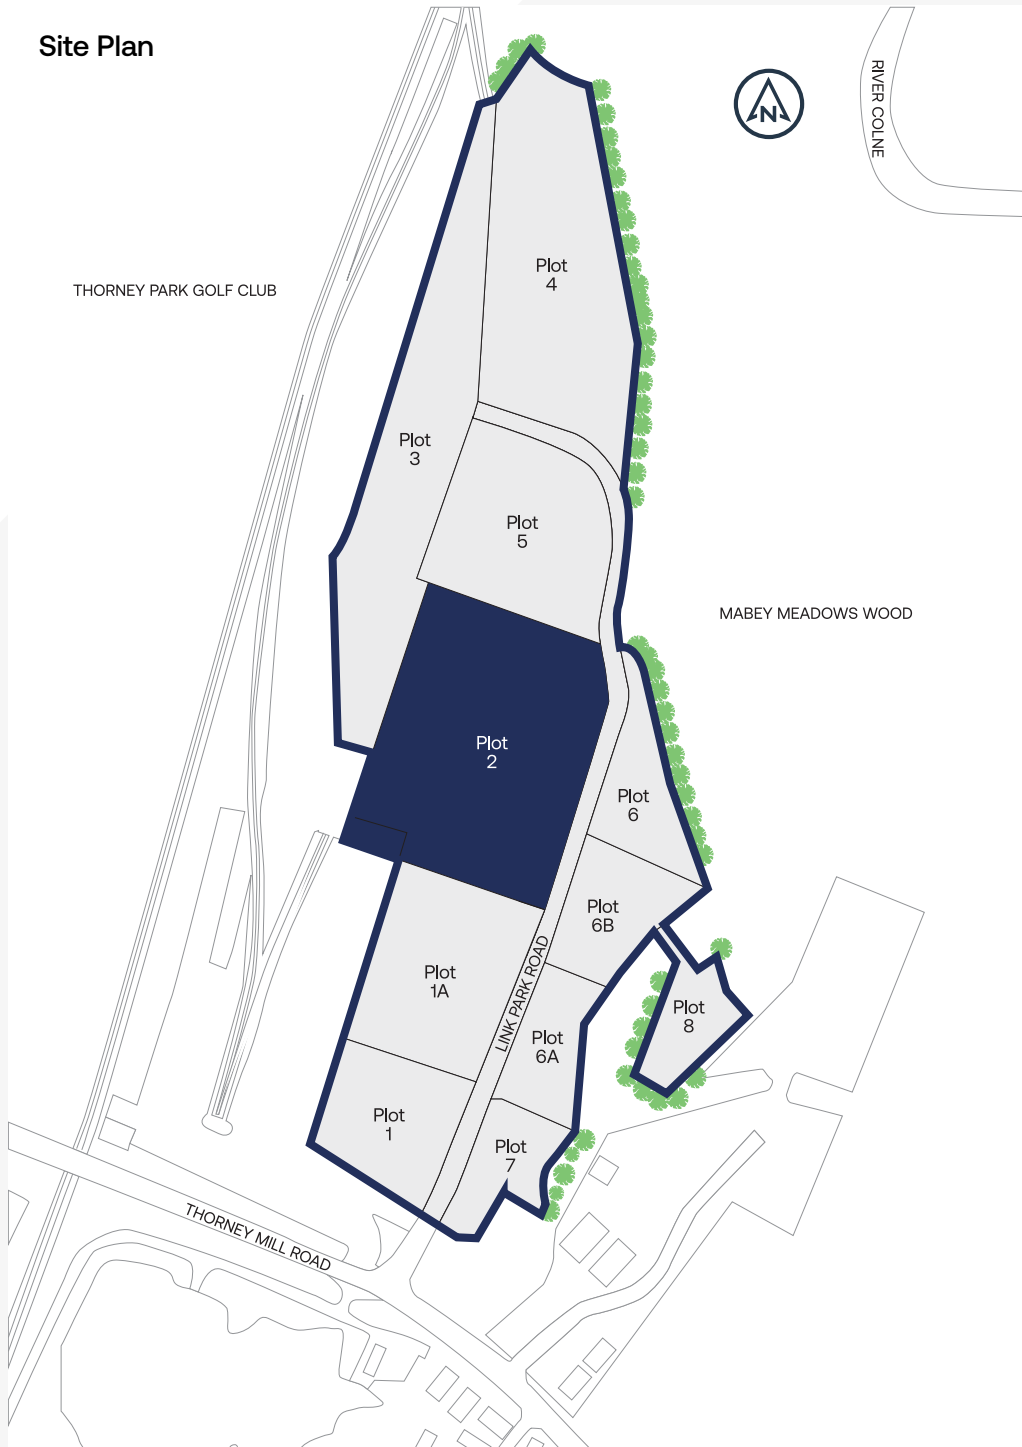 Site Plan
N
RIVER COLNE
Plot
4
THORNEY PARK GOLF CLUB
Plot
3
Plot
5
MABEY MEADOWS WOOD
Plot
2
Plot
6
Plot
6B
Plot
1A
LINK PARK ROAD
Plot
8
Plot
6A
Plot
1
Plot
7
THORNEY MILL ROAD